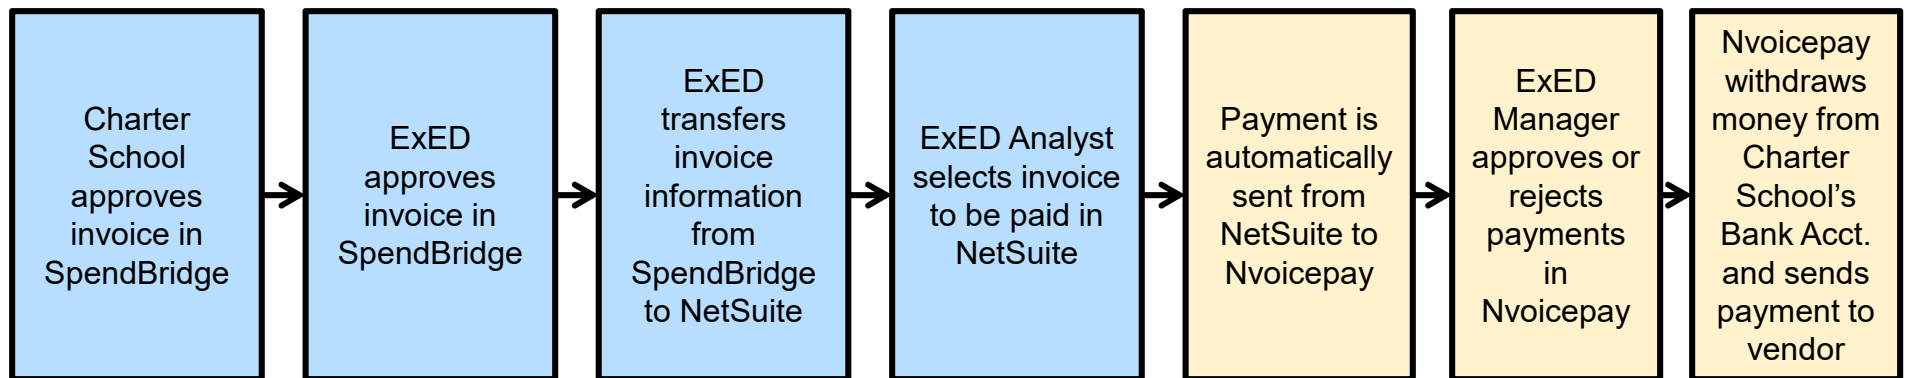 Charter
School
approves
invoice in
SpendBridge
ExED
approves
invoice in
SpendBridge
ExED
transfers
invoice
information
from
SpendBridge
to NetSuite
ExED Analyst
selects invoice
to be paid in
NetSuite
Payment is
automatically
sent from
NetSuite to
Nvoicepay
ExED
Manager
approves or
rejects
payments
in
Nvoicepay
Nvoicepay
withdraws
money from
Charter
School’s
Bank Acct.
and sends
payment to
vendor